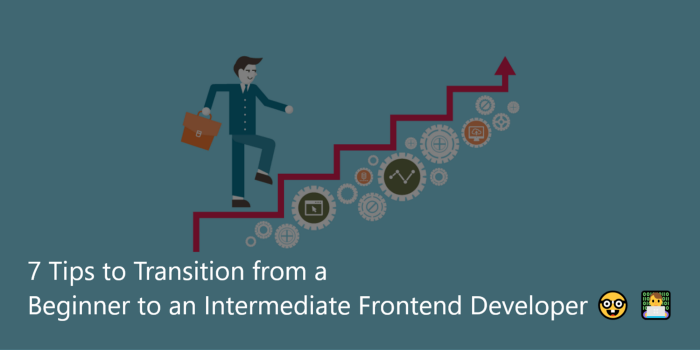 7 Tips to Transition from a
Beginner to an Intermediate Frontend Developer 🤓 👨‍💻